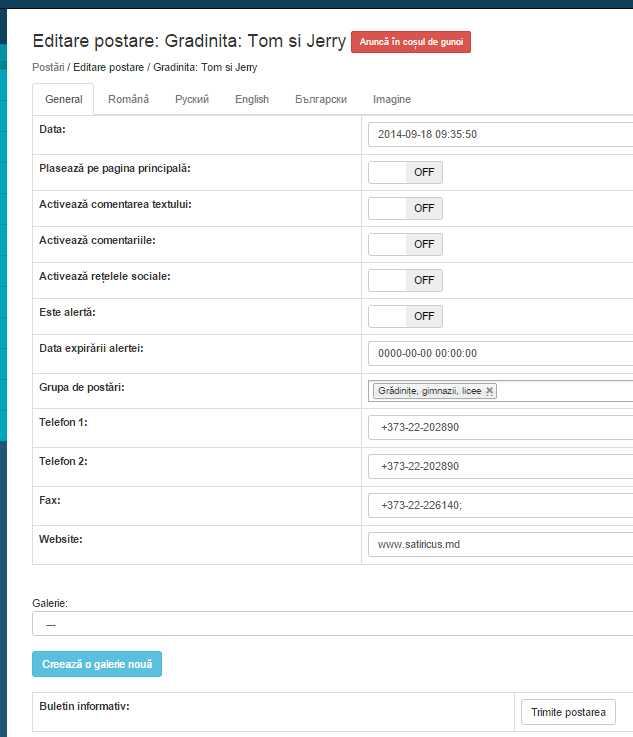 Editare postare: Gradinita: Tom si Jerry Aruncă în coșul de gunoi
Postări / Editare postare / Gradinita: Tom si Jerry
General Română Руский English Български Imagine
Data: 2014-09-18 09:35:50
Plasează pe pagina principală: OFF
Activează comentarea textului: OFF
Activează comentariile: OFF
Activează rețelele sociale: OFF
Este alertă: OFF
Data expirării alertei: 0000-00-00 00:00:00
Grupa de postări: Grădinițe, gimnazii, licee
Telefon 1: +373-22-202890
Telefon 2: +373-22-202890
Fax: +373-22-226140;
Website: www.satiricus.md
Galerie:
---
Creează o galerie nouă
Buletin informativ: Trimite postarea